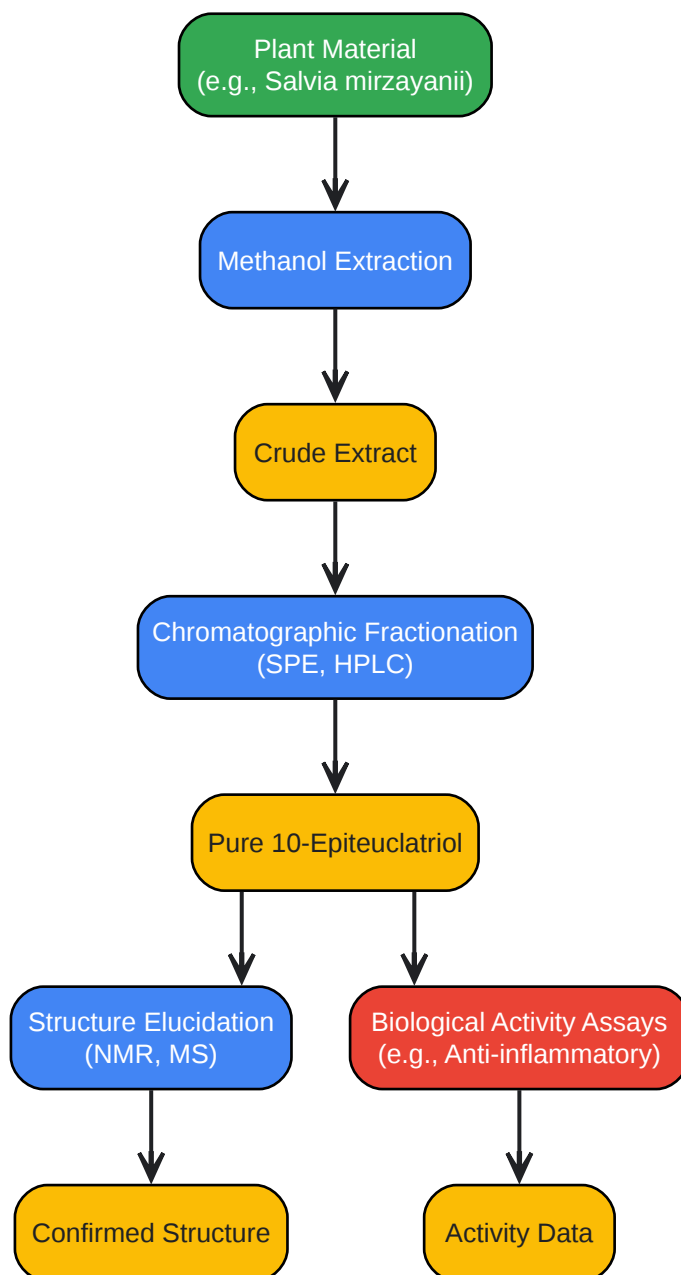 Plant Material
(e.g., Salvia mirzayanii)
Methanol Extraction
Crude Extract
Chromatographic Fractionation
(SPE, HPLC)
Pure 10-Epiteuclatriol
Structure Elucidation
(NMR, MS)
Biological Activity Assays
(e.g., Anti-inflammatory)
Confirmed Structure
Activity Data